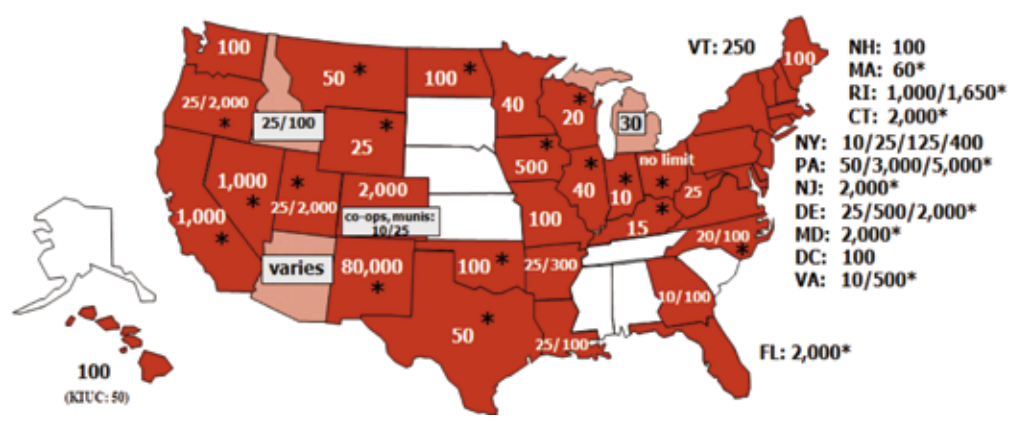 VT: 250
NH: 100
MA: 60*
RI: 1,000/1,650*
CT: 2,000*
NY: 10/25/125/400
PA: 50/3,000/5,000*
NJ: 2,000*
DE: 25/500/2,000*
MD: 2,000*
DC: 100
VA: 10/500*
FL: 2,000*
100
50 *
100 *
40
20 *
100
25/2,000 *
25/100
25 *
30
500 *
1,000 *
25/2,000 *
2,000
co-ops, munis:
10/25
40 *
10 *
no limit *
25
1,000 *
100
15 *
20/100 *
varies
80,000 *
100 *
25/300
10/100
50 *
25/100
100
(KIUC: 50)